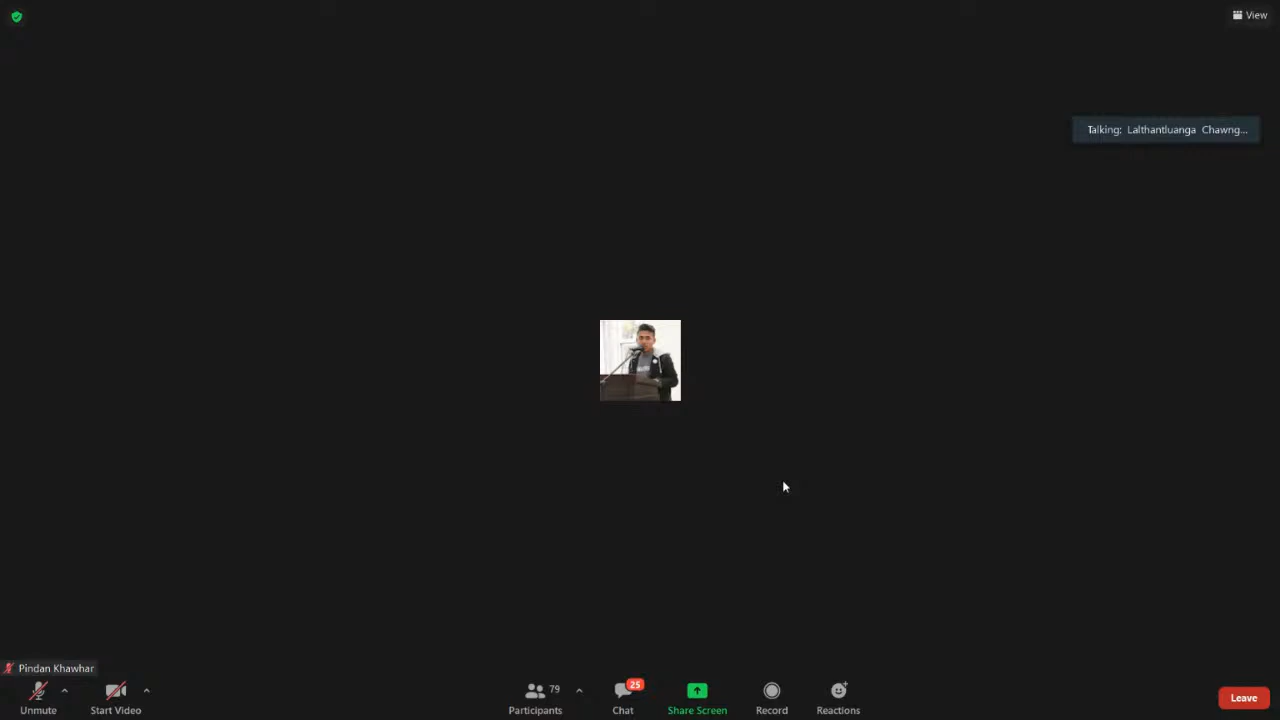 View
Talking: Lalthantluanga Chawng...
Pindan Khawhar
Unmute
Start Video
79
Participants
25
Chat
Share Screen
Record
Reactions
Leave